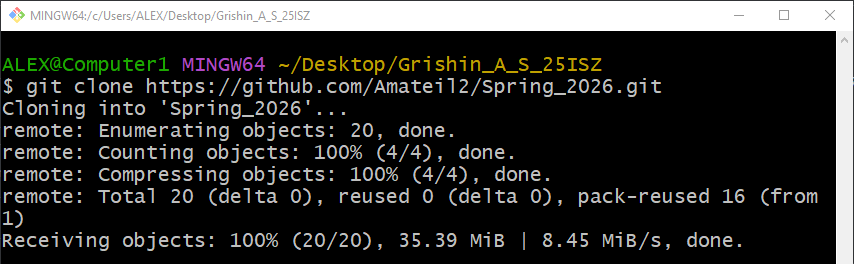 MINGW64:/c/Users/ALEX/Desktop/Grishin_A_S_25ISZ
ALEX@Computer1 MINGW64 ~/Desktop/Grishin_A_S_25ISZ
$ git clone https://github.com/Amateil2/Spring_2026.git
Cloning into 'Spring_2026'...
remote: Enumerating objects: 20, done.
remote: Counting objects: 100% (4/4), done.
remote: Compressing objects: 100% (4/4), done.
remote: Total 20 (delta 0), reused 0 (delta 0), pack-reused 16 (from
1)
Receiving objects: 100% (20/20), 35.39 MiB | 8.45 MiB/s, done.